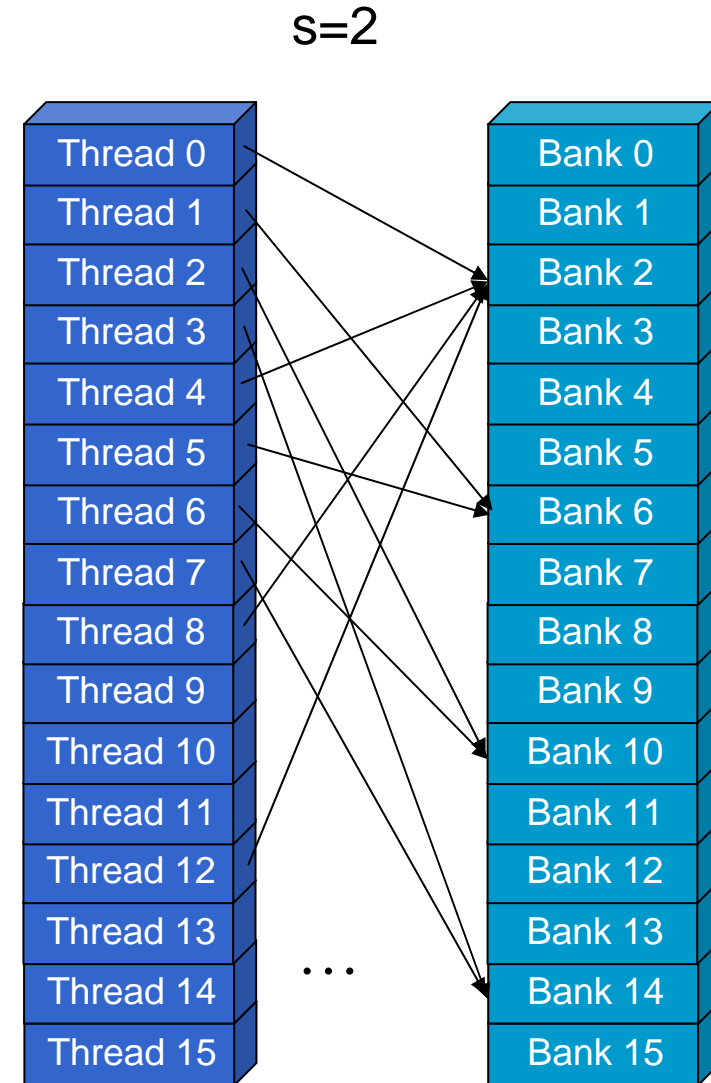 s=2
Thread 0
Thread 1
Thread 2
Thread 3
Thread 4
Thread 5
Thread 6
Thread 7
Thread 8
Thread 9
Thread 10
Thread 11
Thread 12
Thread 13
Thread 14
Thread 15
...
Bank 0
Bank 1
Bank 2
Bank 3
Bank 4
Bank 5
Bank 6
Bank 7
Bank 8
Bank 9
Bank 10
Bank 11
Bank 12
Bank 13
Bank 14
Bank 15